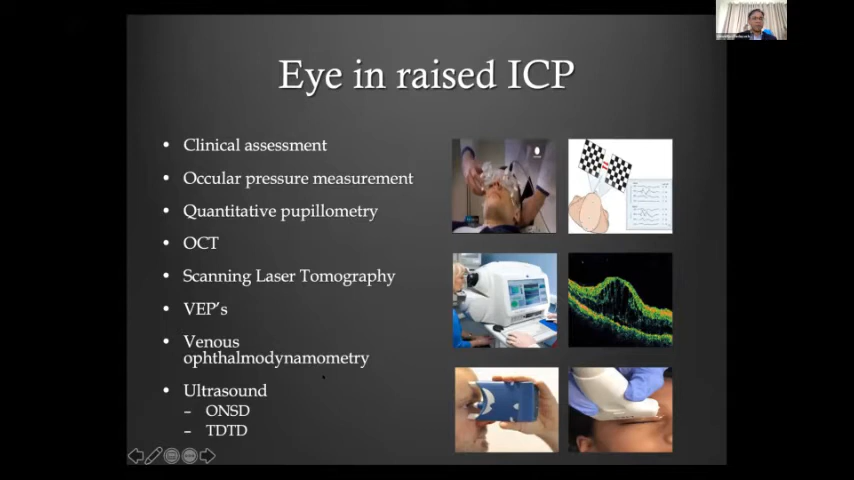 Eye in raised ICP
Clinical assessment
Occular pressure measurement
Quantitative pupillometry
OCT
Scanning Laser Tomography
VEP's
Venous
ophthalmodynamometry
Ultrasound
– ONSD
– TDTD